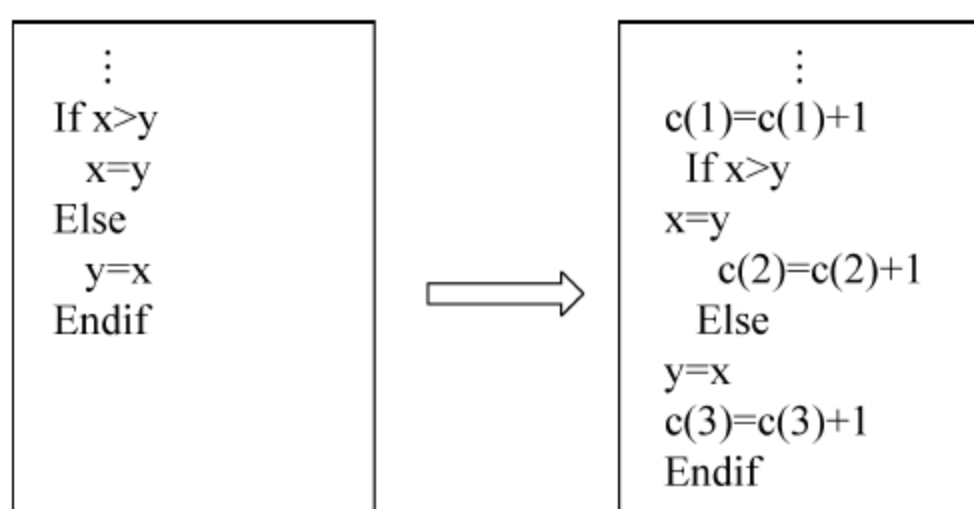 ⋮
If x>y
x=y
Else
y=x
Endif
⋮
c(1)=c(1)+1
If x>y
x=y
c(2)=c(2)+1
Else
y=x
c(3)=c(3)+1
Endif